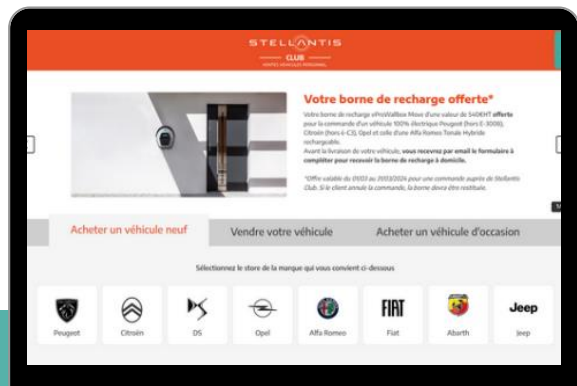 STELLANTIS
CLUB
VENTES VÉHICULES PERSONNEL
Votre borne de recharge offerte*
Votre borne de recharge eProWallbox Move d'une valeur de 540€HT offerte
pour la commande d'un véhicule 100% électrique Peugeot (hors E-3008),
Citroën (hors ë-C3), Opel et celle d'une Alfa Romeo Tonale Hybride
rechargeable.
Avant la livraison de votre véhicule, vous recevrez par email le formulaire à
compléter pour recevoir la borne de recharge à domicile.
*Offre valable du 01/03 au 31/03/2024 pour une commande auprès de Stellantis
Club. Si le client annule la commande, la borne devra être restituée.
Acheter un véhicule neuf
Vendre votre véhicule
Acheter un véhicule d'occasion
Sélectionnez le store de la marque qui vous convient ci-dessous
FIAT
Jeep
Peugeot
Citroën
DS
Opel
Alfa Romeo
Fiat
Abarth
Jeep